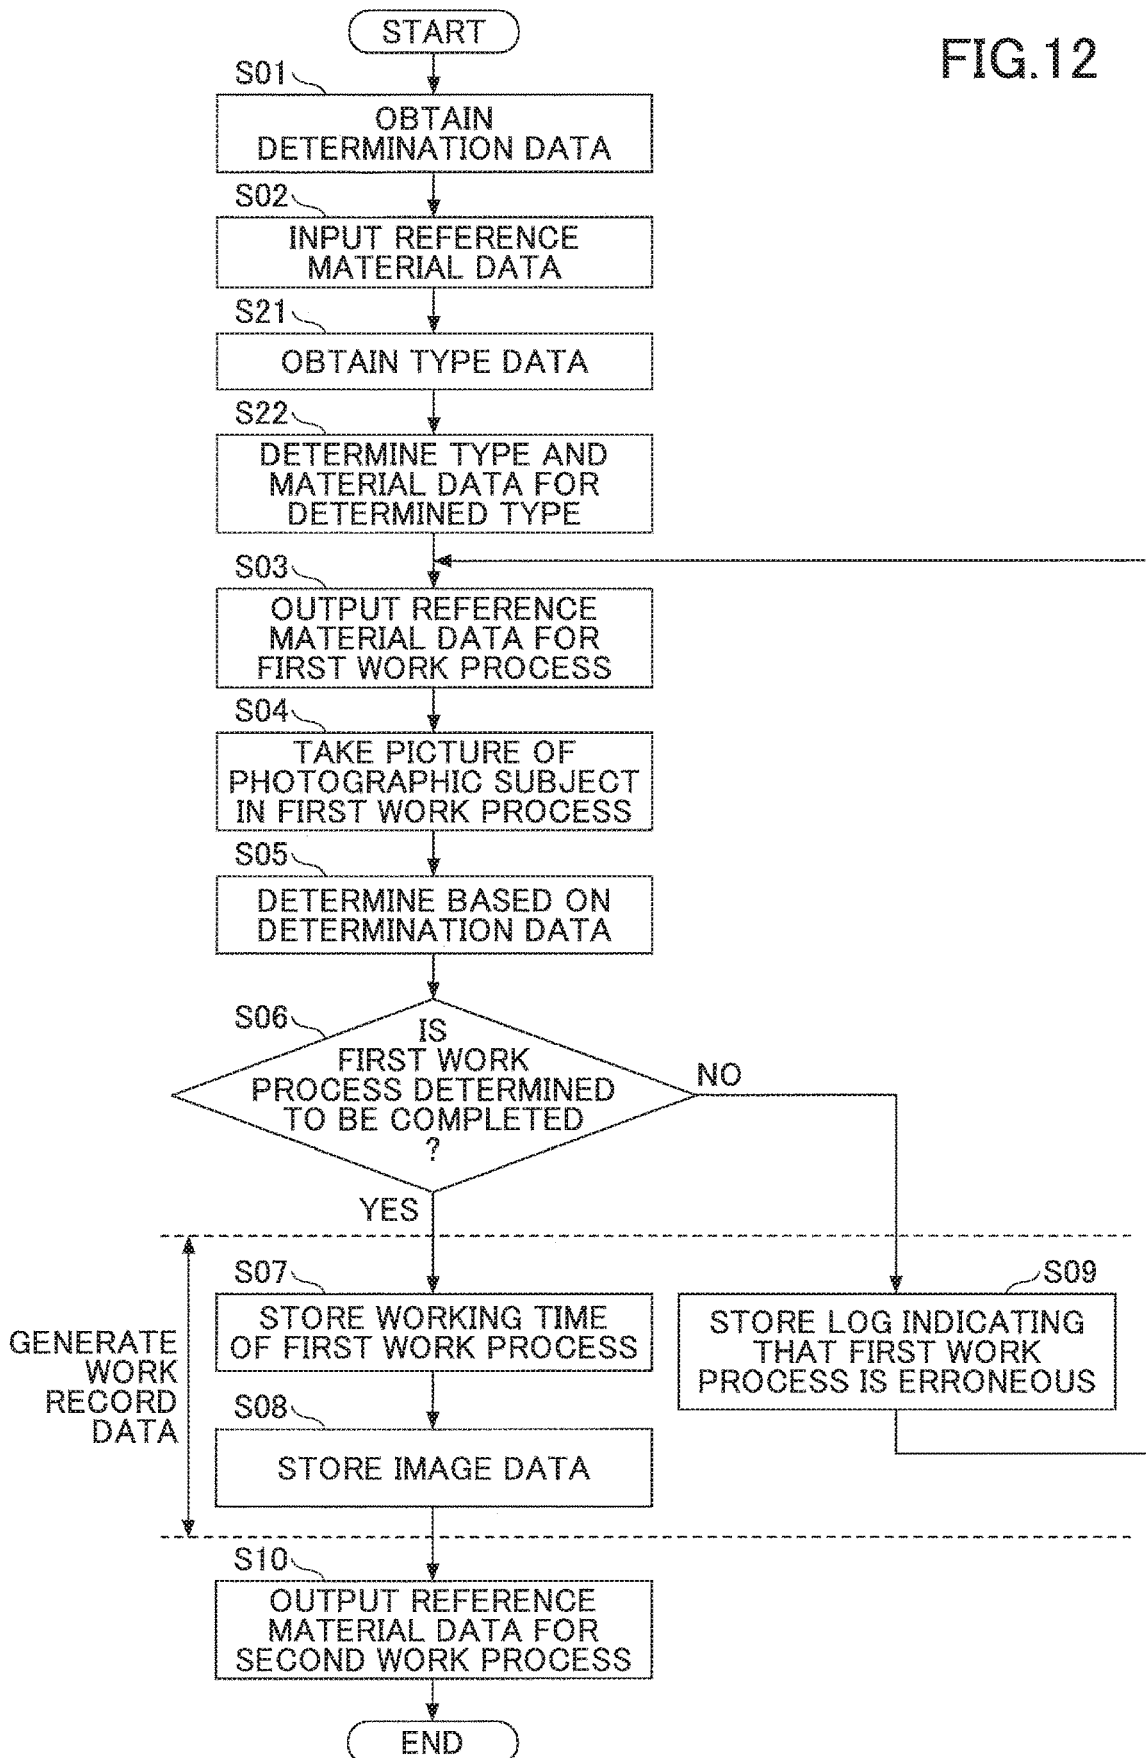 START
FIG.12
S01
OBTAIN
DETERMINATION DATA
S02
INPUT REFERENCE
MATERIAL DATA
S21
OBTAIN TYPE DATA
S22
DETERMINE TYPE AND
MATERIAL DATA FOR
DETERMINED TYPE
S03
OUTPUT REFERENCE
MATERIAL DATA FOR
FIRST WORK PROCESS
S04
TAKE PICTURE OF
PHOTOGRAPHIC SUBJECT
IN FIRST WORK PROCESS
S05
DETERMINE BASED ON
DETERMINATION DATA
S06
IS
FIRST WORK
PROCESS DETERMINED
TO BE COMPLETED
?
NO
YES
S07
STORE WORKING TIME
OF FIRST WORK PROCESS
S09
STORE LOG INDICATING
THAT FIRST WORK
PROCESS IS ERRONEOUS
GENERATE
WORK
RECORD
DATA
S08
STORE IMAGE DATA
S10
OUTPUT REFERENCE
MATERIAL DATA FOR
SECOND WORK PROCESS
END